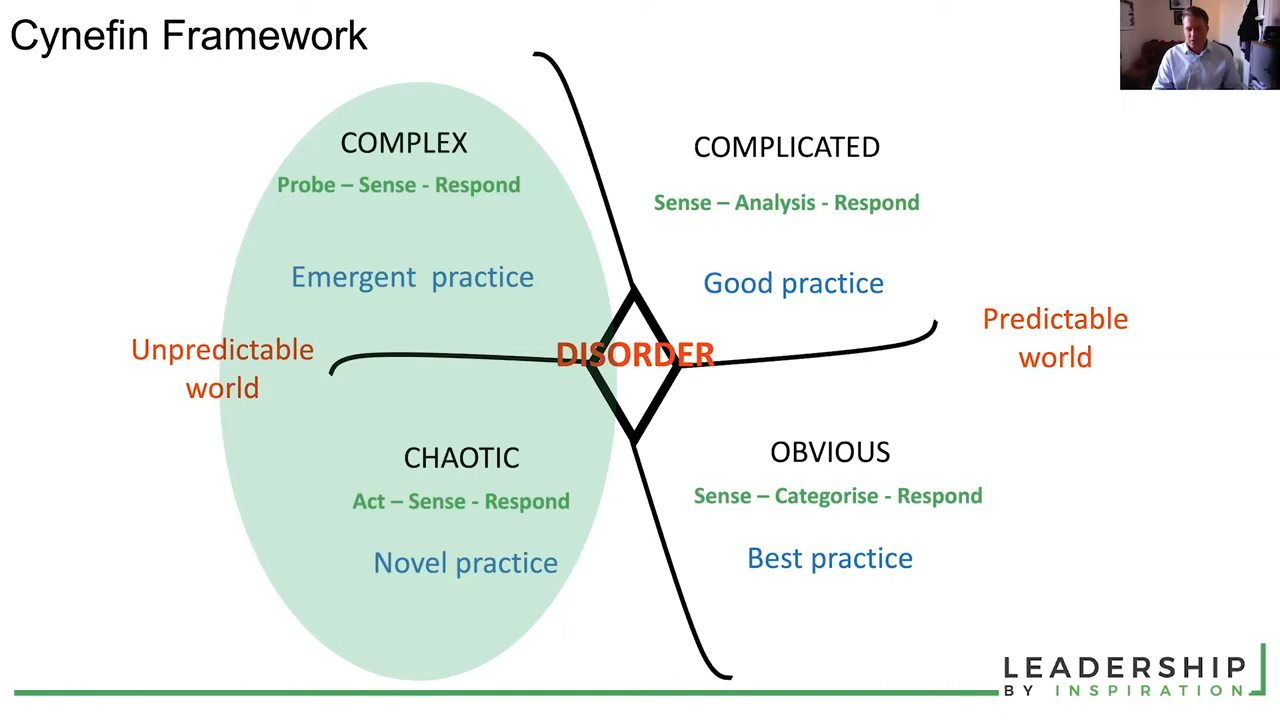 Cynefin Framework
COMPLEX
Probe – Sense - Respond
Emergent practice
COMPLICATED
Sense – Analysis - Respond
Good practice
Unpredictable
world
DISORDER
Predictable
world
CHAOTIC
Act – Sense - Respond
Novel practice
OBVIOUS
Sense – Categorise - Respond
Best practice
LEADERSHIP
BY INSPIRATION